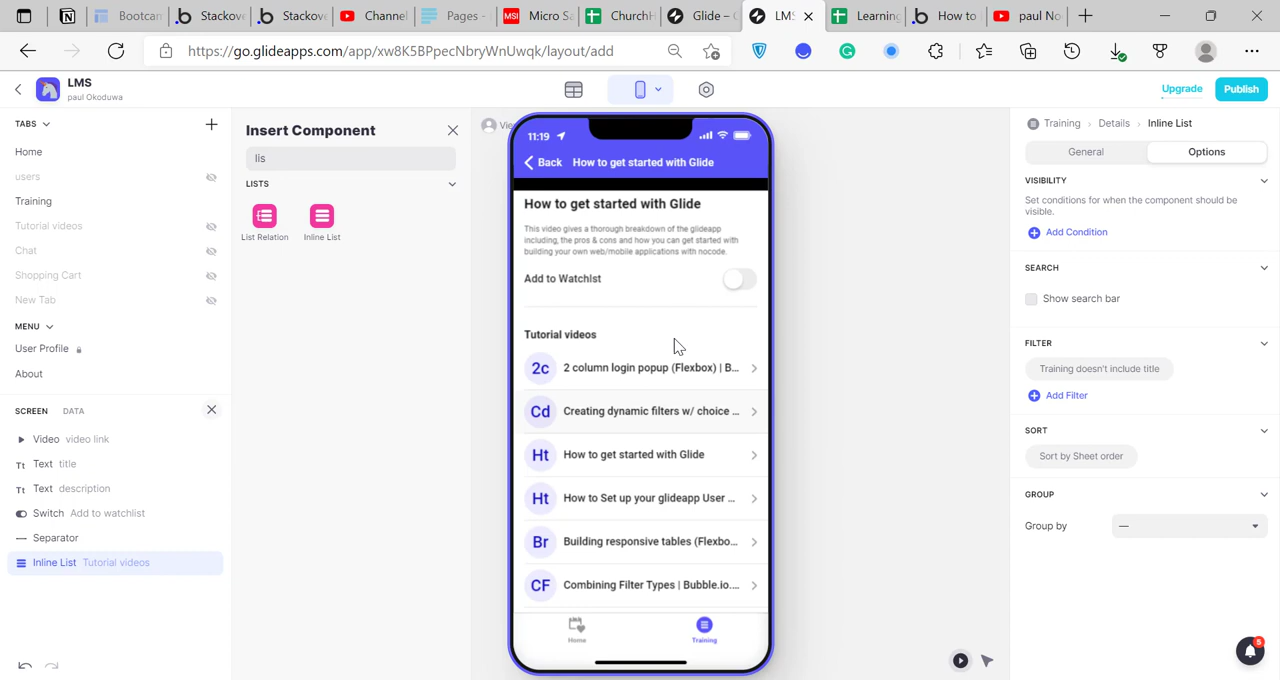 Bootcan
Stackove
Stackove
Channel
Pages -
MSI
Micro Sa
ChurchH
Glide – C
LMS
Learning
How to
paul No
https://go.glideapps.com/app/xw8K5BPpecNbryWnUwqk/layout/add
LMS
paul Okoduwa
Upgrade
Publish
TABS
Home
users
Training
Tutorial videos
Chat
Shopping Cart
New Tab
MENU
User Profile
About
SCREEN DATA
Video video link
Tt Text title
Tt Text description
Switch Add to watchlist
Separator
Inline List Tutorial videos
Insert Component
lis
LISTS
List Relation
Inline List
11:19
Back How to get started with Glide
How to get started with Glide
This video gives a thorough breakdown of the glideapp
including, the pros & cons and how you can get started with
building your own web/mobile applications with nocode.
Add to Watchlist
Tutorial videos
2c 2 column login popup (Flexbox) | B...
Cd Creating dynamic filters w/ choice ...
Ht How to get started with Glide
Ht How to Set up your glideapp User ...
Br Building responsive tables (Flexbo...
CF Combining Filter Types | Bubble.io....
Home
Training
Training Details Inline List
General
Options
VISIBILITY
Set conditions for when the component should be
visible.
Add Condition
SEARCH
Show search bar
FILTER
Training doesn't include title
Add Filter
SORT
Sort by Sheet order
GROUP
Group by —
5